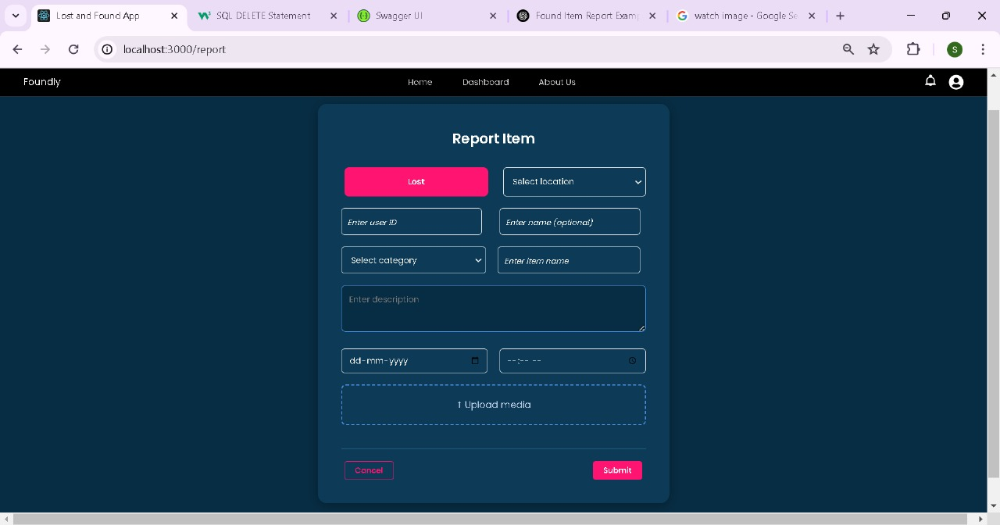 Lost and Found App
SQL DELETE Statement
Swagger UI
Found Item Report Exam
watch image - Google Se
localhost:3000/report
S
Foundly
Home
Dashboard
About Us
Report Item
Lost
Select location
Enter user ID
Enter name (optional)
Select category
Enter item name
Enter description
dd-mm-yyyy
--:-- --
↑ Upload media
Cancel
Submit